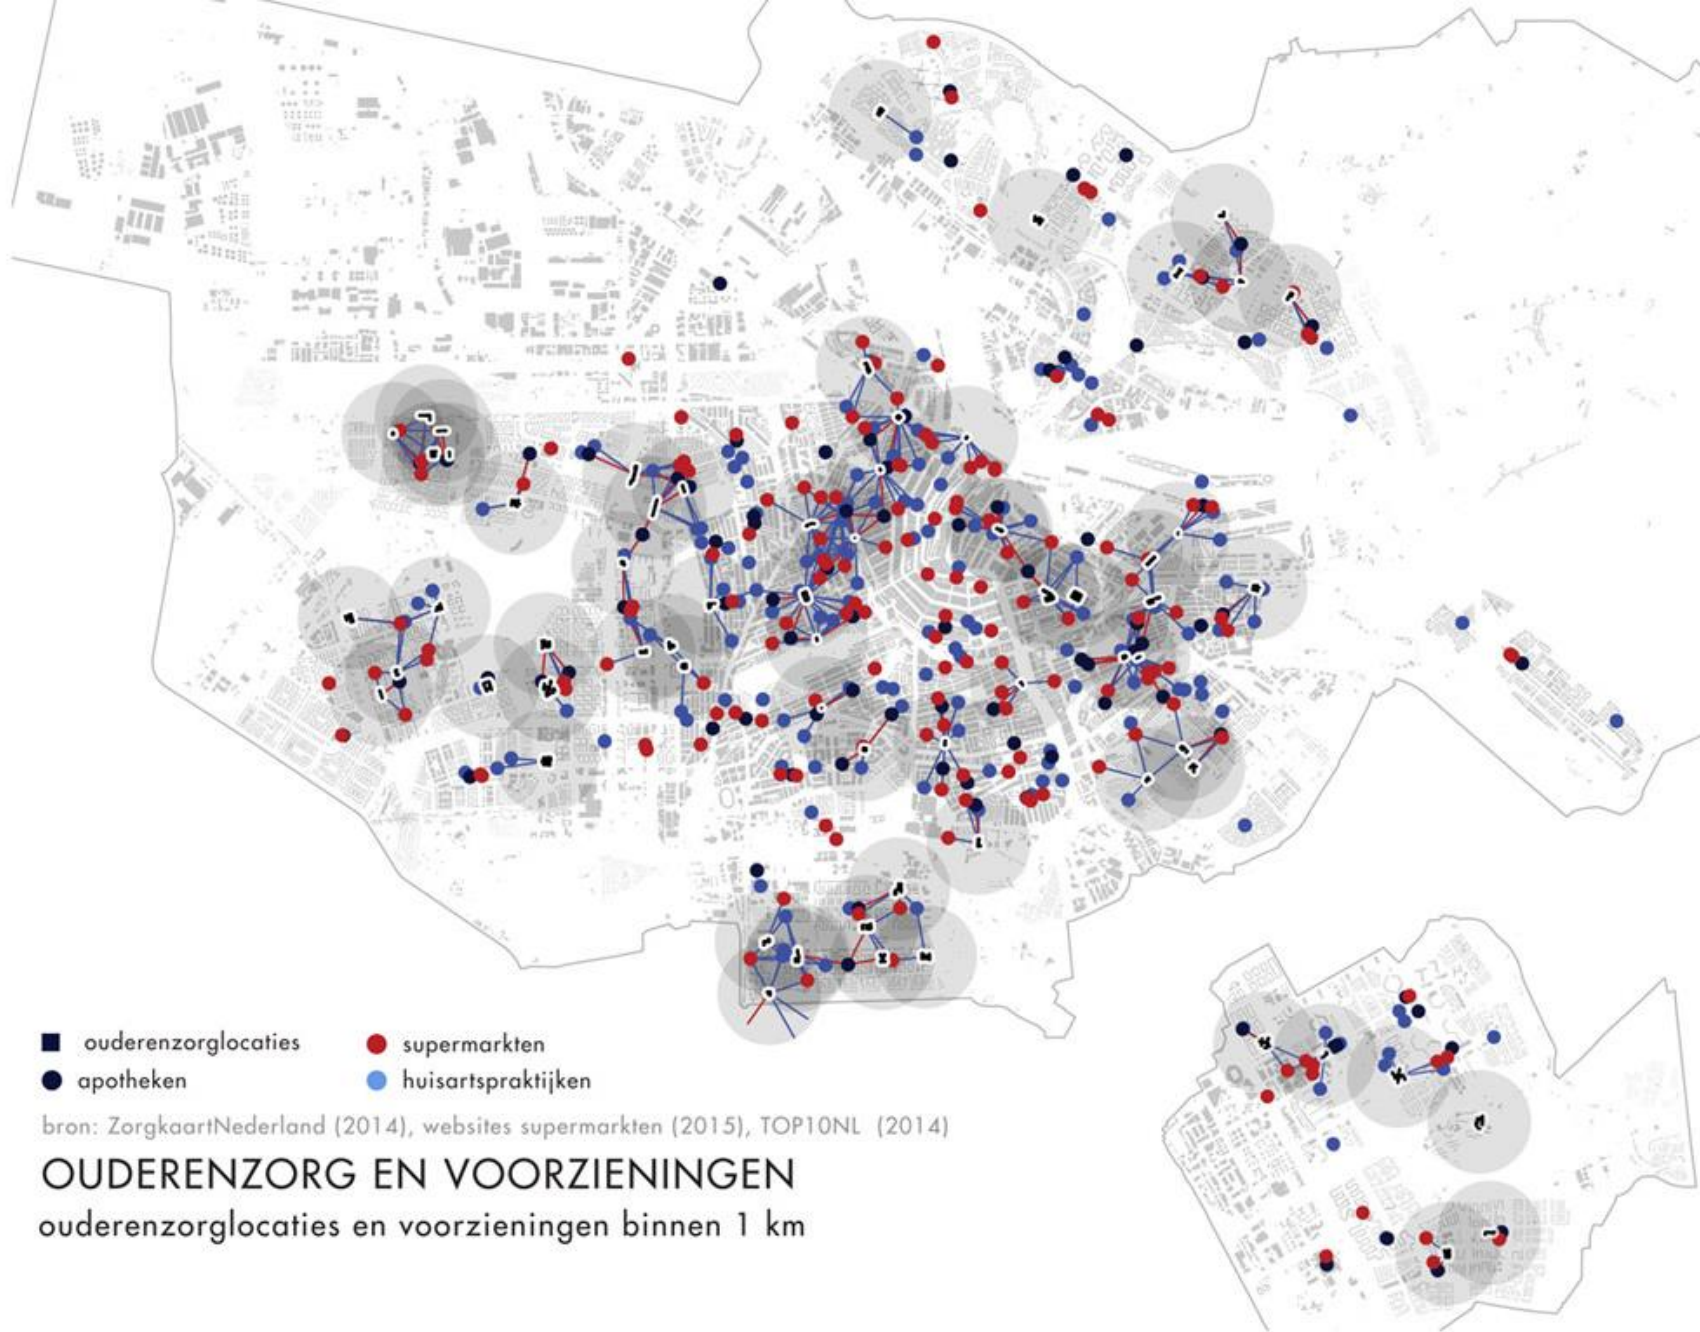 ouderenzorglocaties
supermarkten
apotheken
huisartspraktijken
bron: ZorgkaartNederland (2014), websites supermarkten (2015), TOP10NL (2014)
OUDERENZORG EN VOORZIENINGEN
ouderenzorglocaties en voorzieningen binnen 1 km